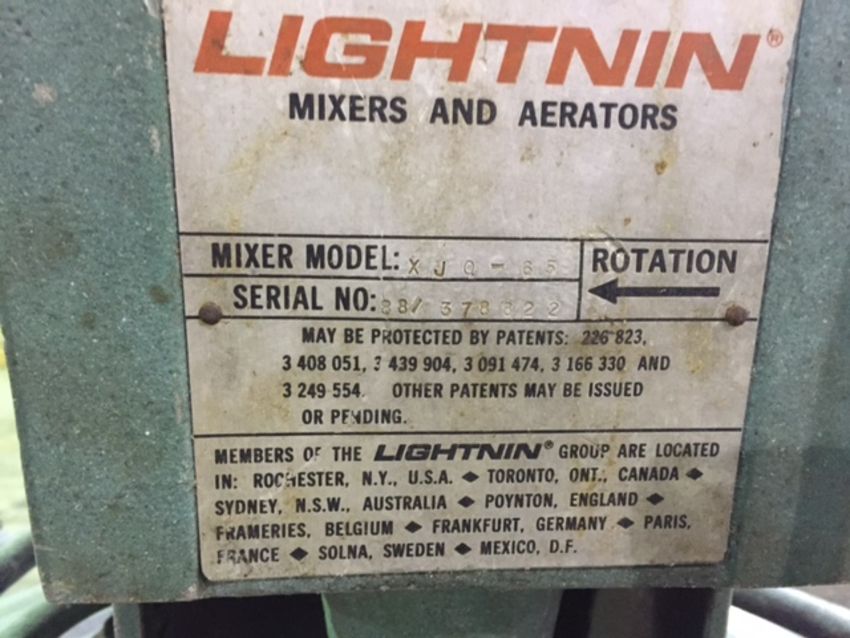 LIGHTNIN®
MIXERS AND AERATORS
MIXER MODEL: XJQ-65
ROTATION
SERIAL NO: 88/378822
MAY BE PROTECTED BY PATENTS: 226 823,
3 408 051, 3 439 904, 3 091 474, 3 166 330 AND
3 249 554. OTHER PATENTS MAY BE ISSUED
OR PENDING.
MEMBERS OF THE LIGHTNIN® GROUP ARE LOCATED
IN: ROCHESTER, N.Y., U.S.A. ◆ TORONTO, ONT., CANADA ◆
SYDNEY, N.S.W., AUSTRALIA ◆ POYNTON, ENGLAND ◆
FRAMERIES, BELGIUM ◆ FRANKFURT, GERMANY ◆ PARIS,
FRANCE ◆ SOLNA, SWEDEN ◆ MEXICO, D.F.